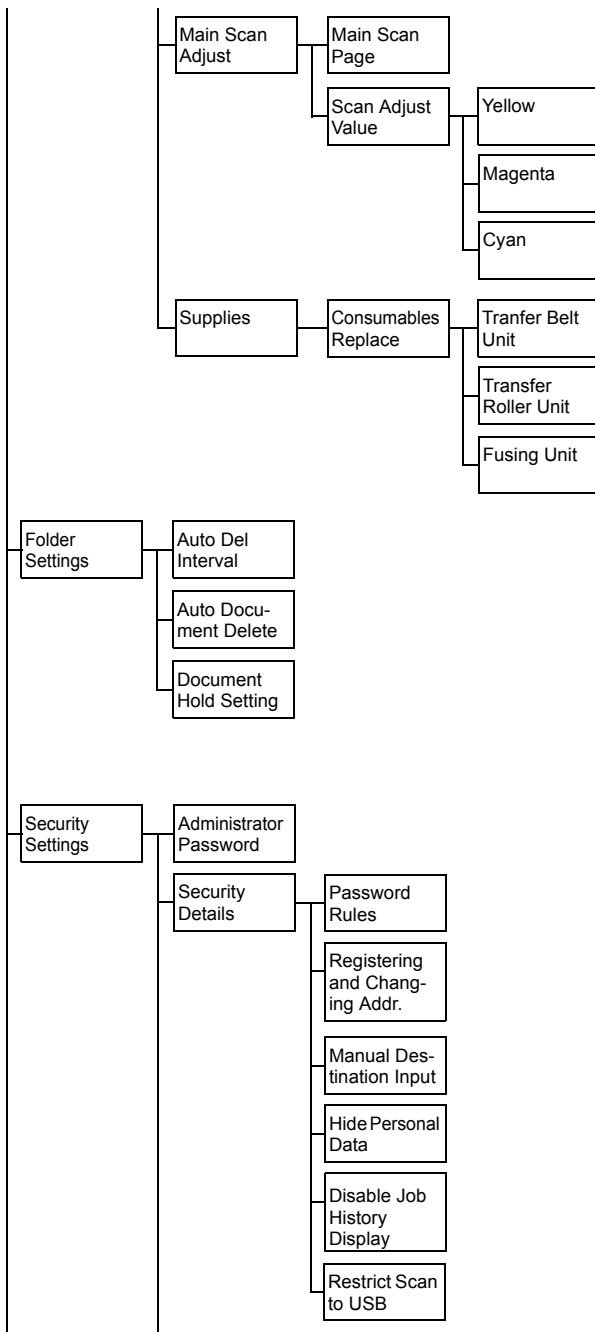 Main Scan
Adjust
Main Scan
Page
Scan Adjust
Value
Yellow
Magenta
Cyan
Supplies
Consumables
Replace
Tranfer Belt
Unit
Transfer
Roller Unit
Fusing Unit
Folder
Settings
Auto Del
Interval
Auto Docu-
ment Delete
Document
Hold Setting
Security
Settings
Administrator
Password
Security
Details
Password
Rules
Registering
and Chang-
ing Addr.
Manual Des-
tination Input
Hide Personal
Data
Disable Job
History
Display
Restrict Scan
to USB